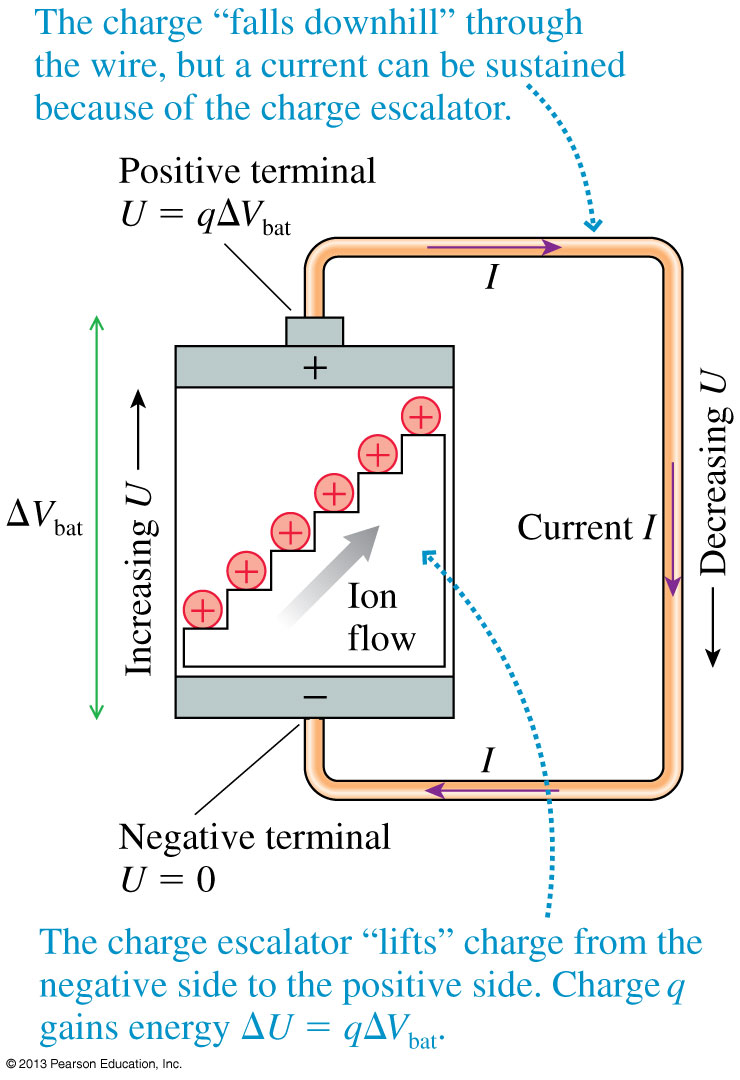 The charge “falls downhill” through
the wire, but a current can be sustained
because of the charge escalator.
Positive terminal
U = qΔV_bat
I
+
Increasing U
ΔV_bat
+
+
+
+
+
+
Ion
flow
Current I
Decreasing U
−
I
Negative terminal
U = 0
The charge escalator “lifts” charge from the
negative side to the positive side. Charge q
gains energy ΔU = qΔV_bat.
© 2013 Pearson Education, Inc.